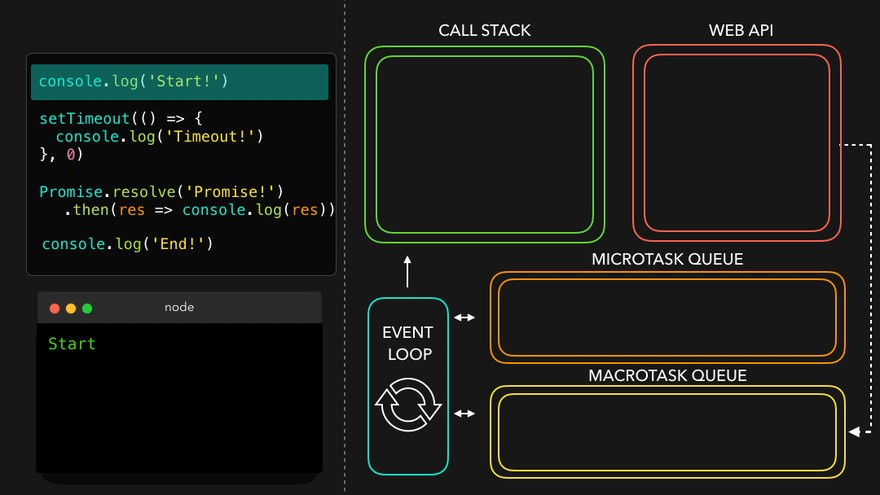 console.log('Start!')
setTimeout(() => {
  console.log('Timeout!')
}, 0)
Promise.resolve('Promise!')
  .then(res => console.log(res))
console.log('End!')
node
Start
CALL STACK
WEB API
MICROTASK QUEUE
EVENT
LOOP
MACROTASK QUEUE